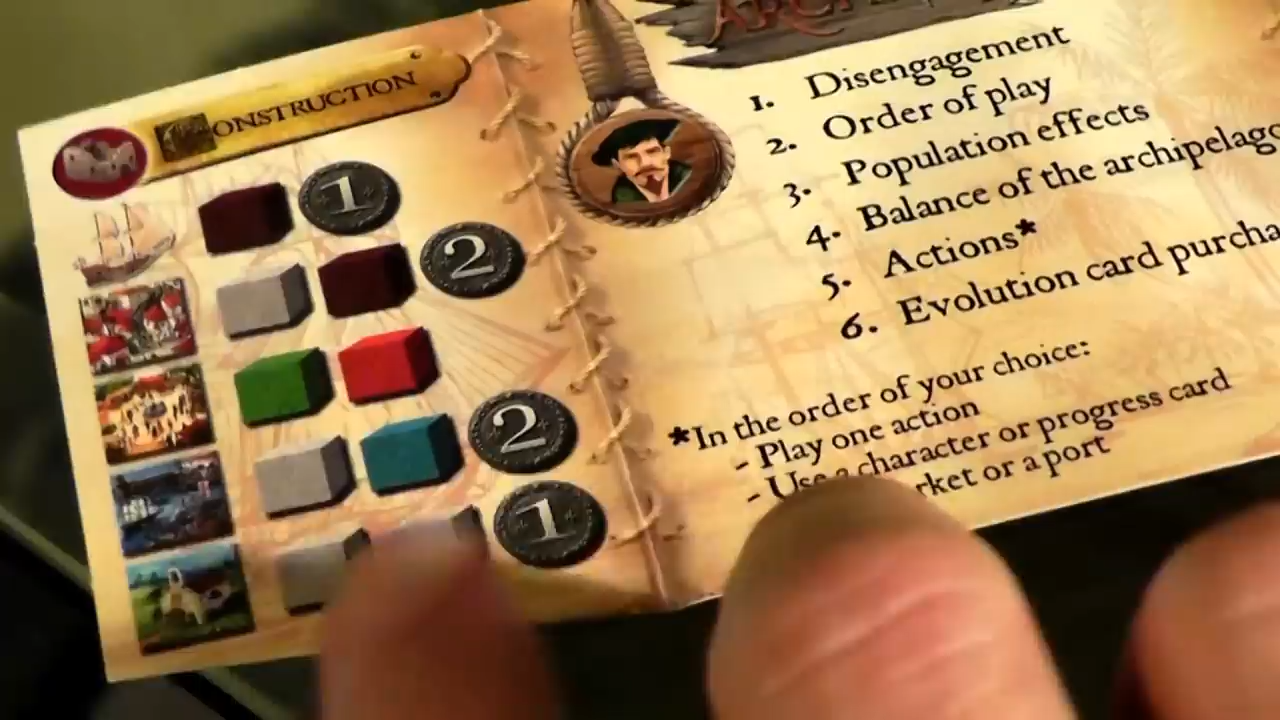 CONSTRUCTION
1
2
2
1
1. Disengagement
2. Order of play
3. Population effects
4. Balance of the archipelago
5. Actions*
6. Evolution card
*In the order of your choice:
- Play one action
- Use a character or progress card
or a port